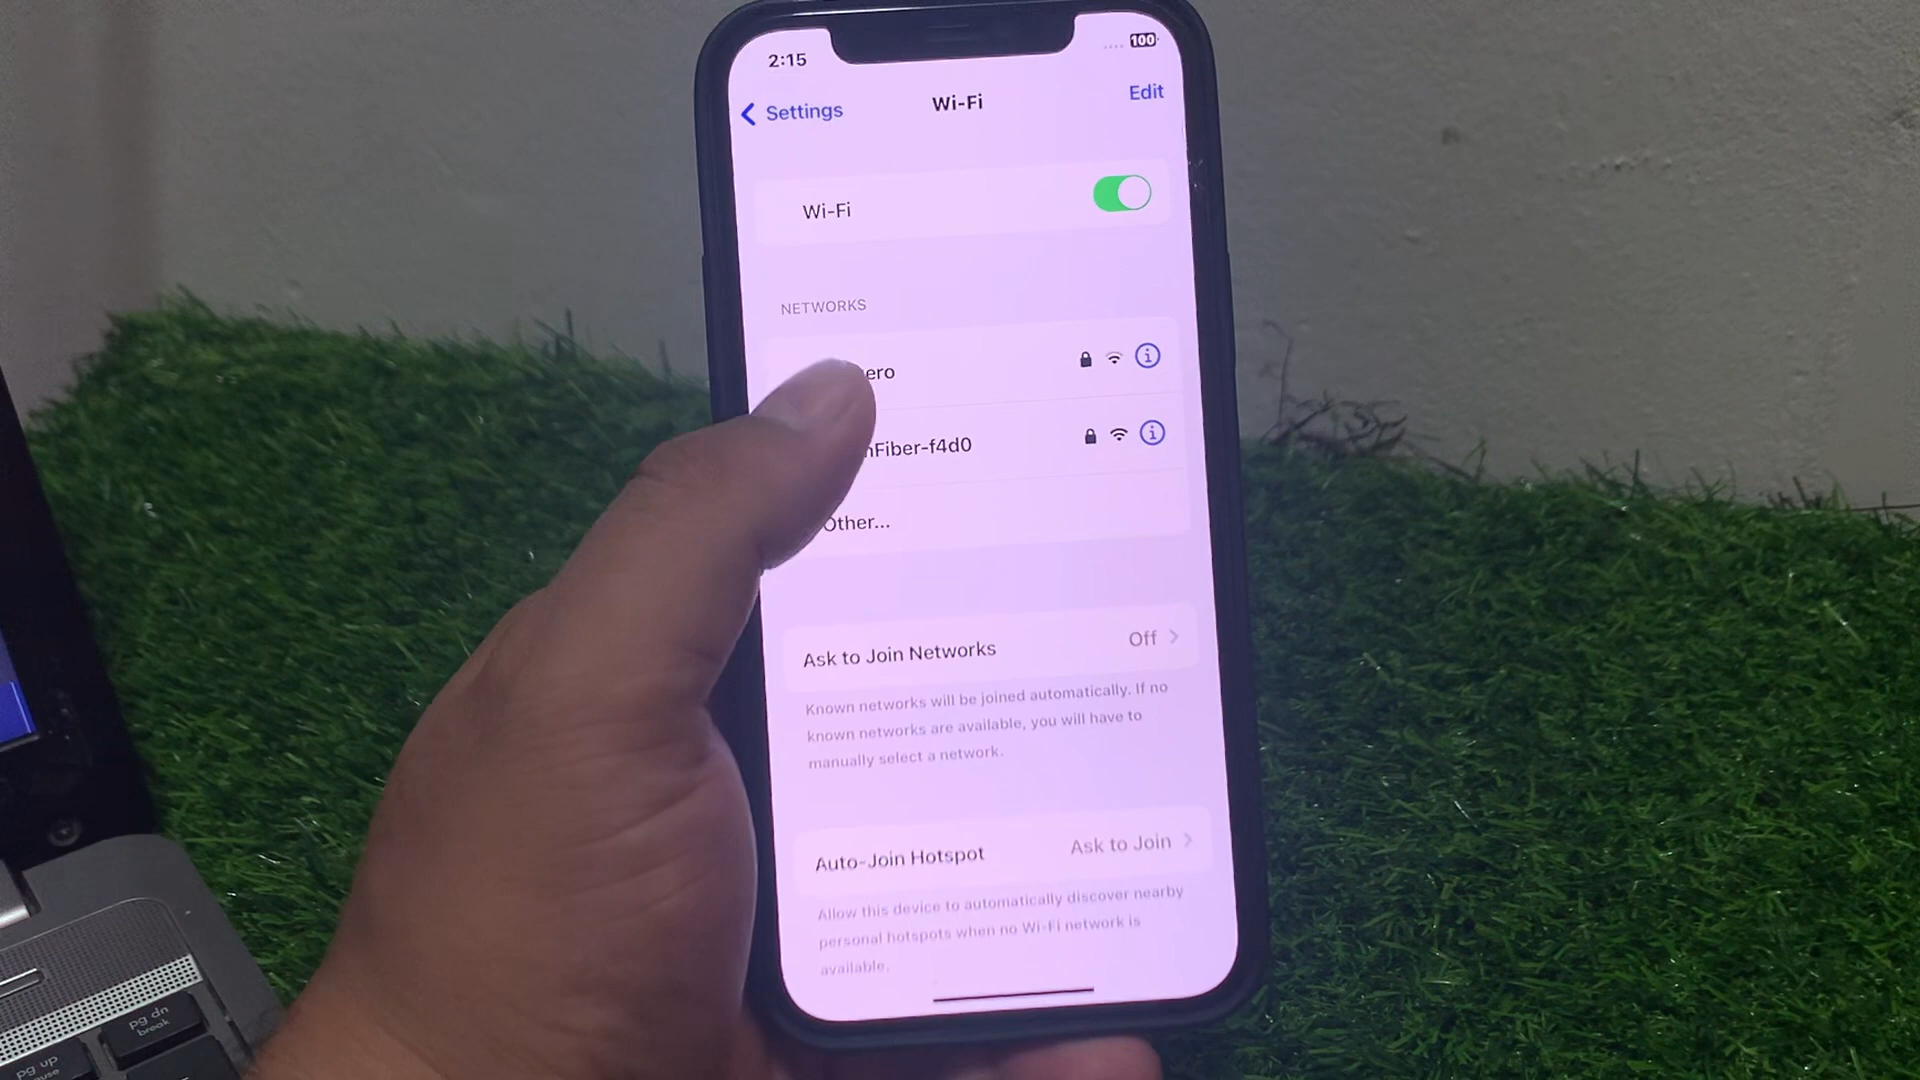 2:15
100
Settings
Wi-Fi
Edit
Wi-Fi
NETWORKS
ero
nFiber-f4d0
Other...
Ask to Join Networks
Off
Known networks will be joined automatically. If no
known networks are available, you will have to
manually select a network.
Auto-Join Hotspot
Ask to Join
Allow this device to automatically discover nearby
personal hotspots when no Wi-Fi network is
available.
pg dn
break
pg up